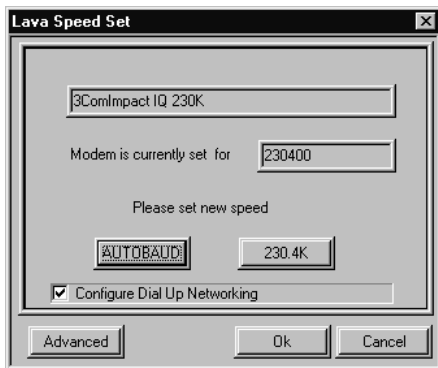 Lava Speed Set
3ComImpact IQ 230K
Modem is currently set for 230400
Please set new speed
AUTOBAUD 230.4K
Configure Dial Up Networking
Advanced Ok Cancel